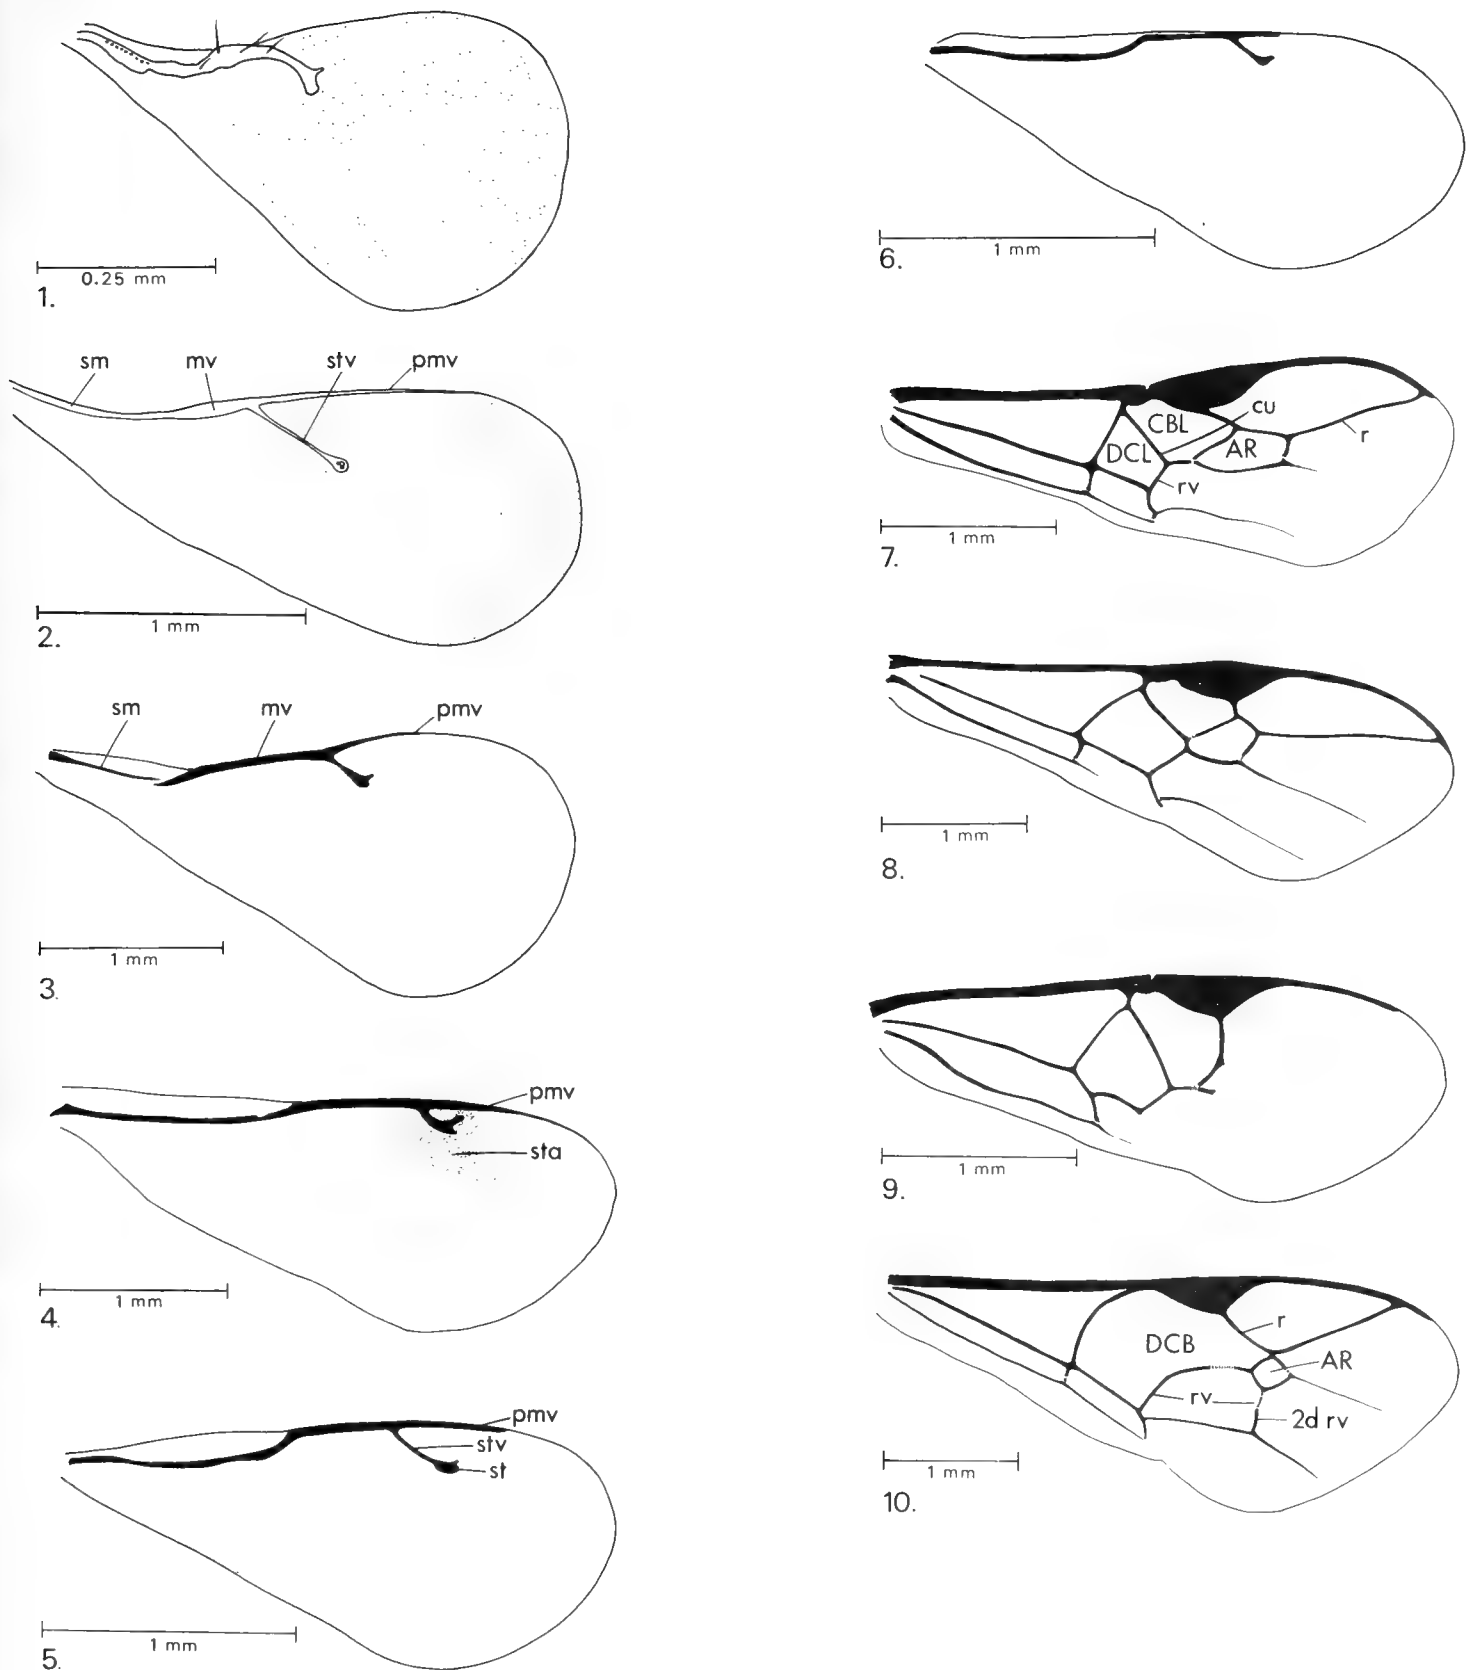 0.25 mm
1.
sm mv stv pmv
1 mm
2.
sm mv pmv
1 mm
3.
pmv
sta
1 mm
4.
pmv
stv
st
1 mm
5.
1 mm
6.
CBL cu
DCL AR r
rv
1 mm
7.
1 mm
8.
1 mm
9.
r
DCB
AR
rv
2d rv
1 mm
10.